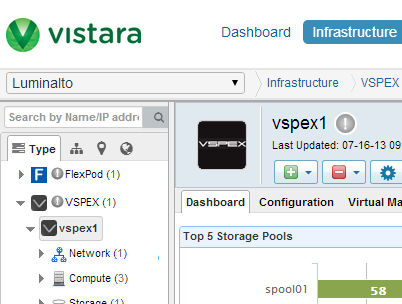 vistara
Dashboard Infrastructure
Luminalto Infrastructure VSPEX
Search by Name/IP addre
Type
FlexPod (1)
VSPEX (1)
vspex1
Network (1)
Compute (3)
Storage (1)
VSPEX
vspex1
Last Updated: 07-16-13 09
Dashboard Configuration Virtual Ma
Top 5 Storage Pools
spool01 58